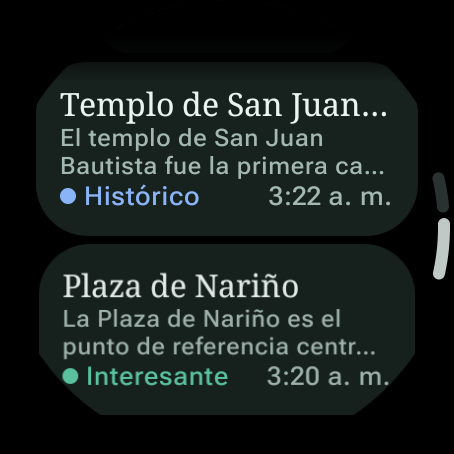 Templo de San Juan...
El templo de San Juan
Bautista fue la primera ca...
Histórico 3:22 a. m.
Plaza de Nariño
La Plaza de Nariño es el
punto de referencia centr...
Interesante 3:20 a. m.